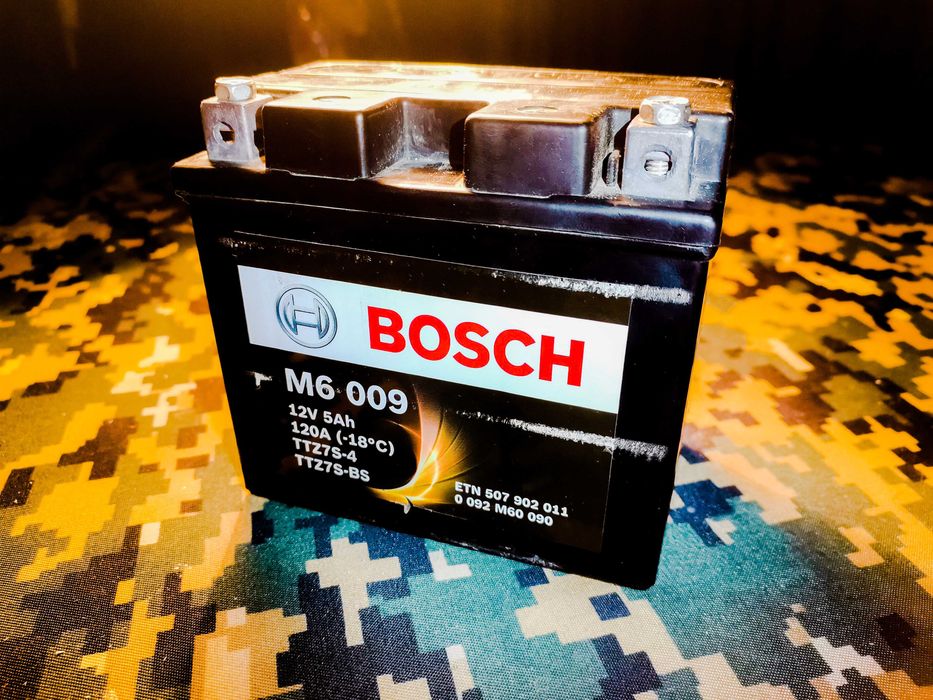 BOSCH
M6 009
12V 5Ah
120A (-18°C)
TTZ7S-4
TTZ7S-BS
ETN 507 902 011
0 092 M60 090